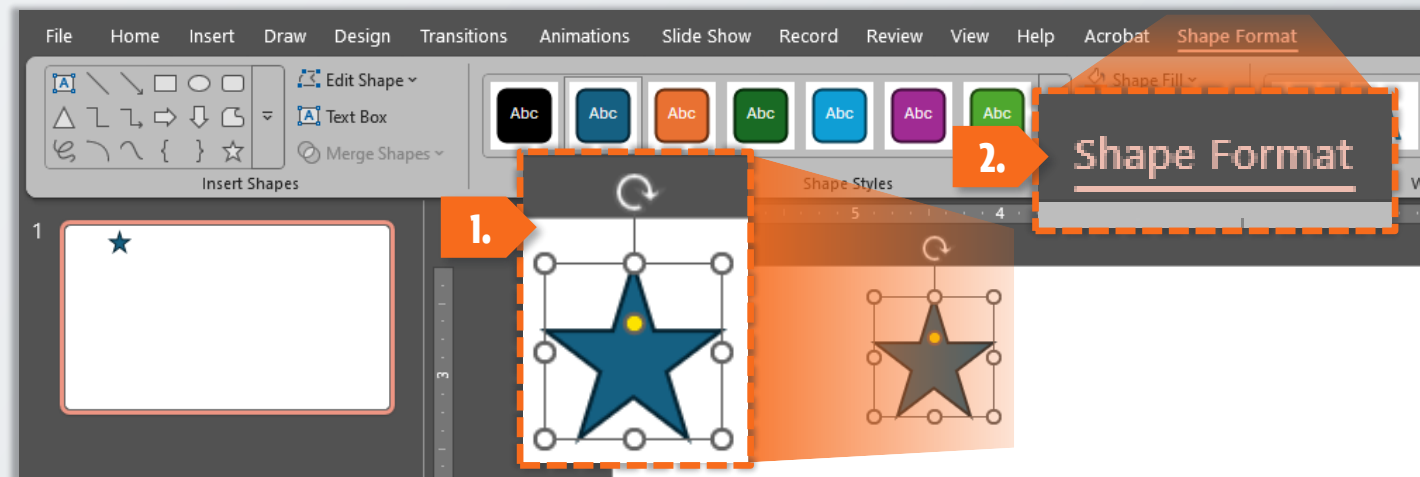 File Home Insert Draw Design Transitions Animations Slide Show Record Review View Help Acrobat Shape Format
Edit Shape
Text Box
Merge Shapes
Insert Shapes
Abc Abc Abc Abc Abc Abc Abc
Shape Styles
Shape Fill
1.
2.
Shape Format
1
5 4
3